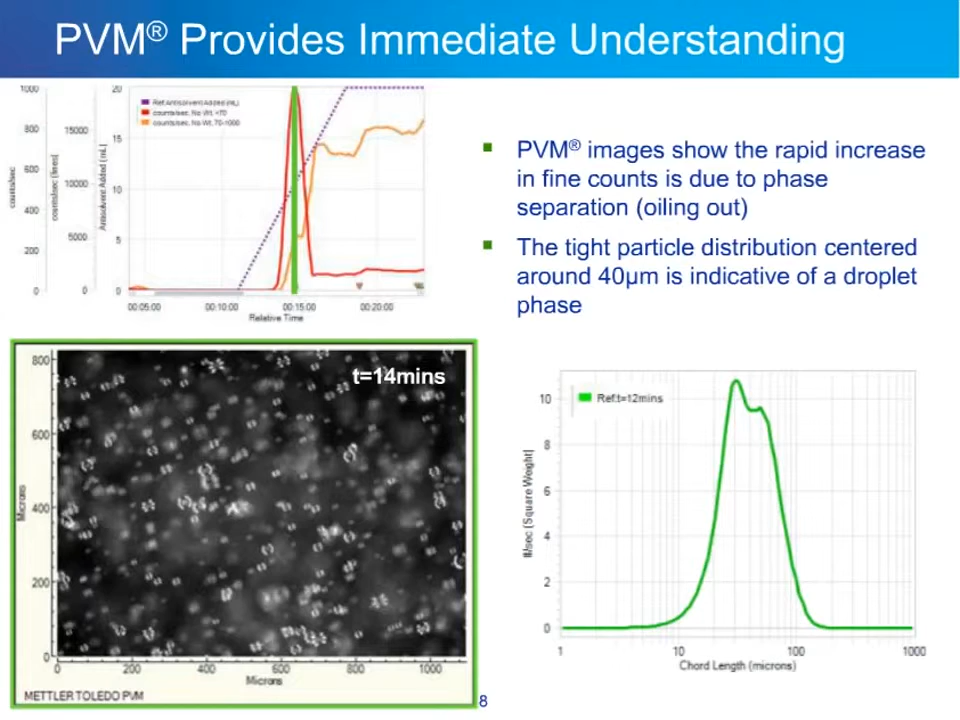 PVM® Provides Immediate Understanding
1000
800
600
400
200
0
counts/sec
15000
10000
5000
0
counts/sec (fines)
20
15
10
5
0
Antisolvent Added (mL)
Ref:Antisolvent Added (mL)
counts/sec, No Wt, <70
counts/sec, No Wt, 70-1000
00:05:00 00:10:00 00:15:00 00:20:00
Relative Time
PVM® images show the rapid increase
in fine counts is due to phase
separation (oiling out)
The tight particle distribution centered
around 40μm is indicative of a droplet
phase
t=14mins
800
600
400
200
0
Microns
0 200 400 600 800 1000
Microns
METTLER TOLEDO PVM
Ref:t=12mins
10
8
6
4
2
0
1 10 100 1000
Chord Length (microns)
8